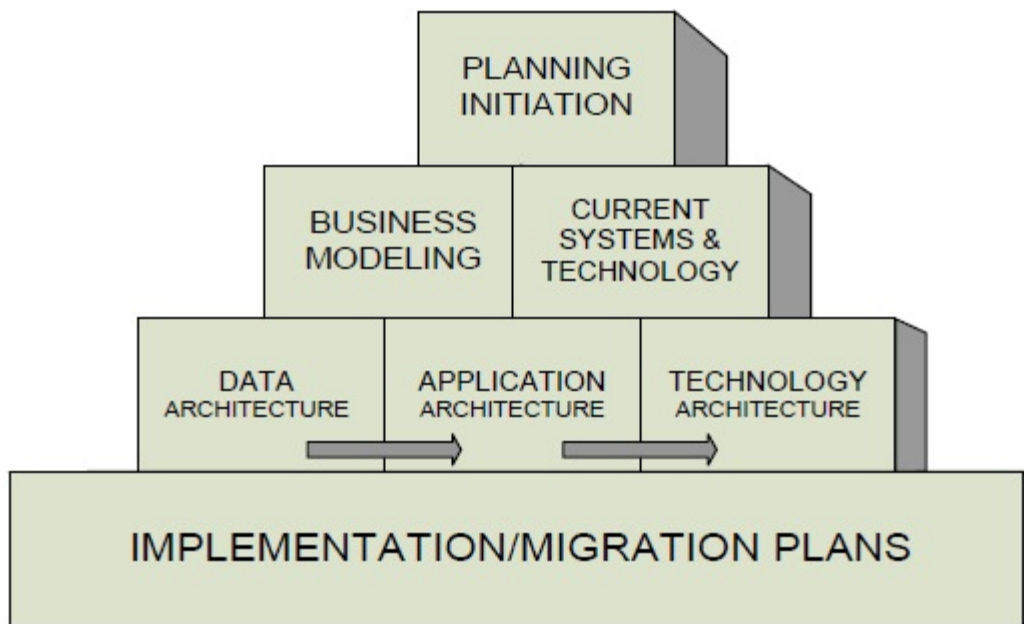 PLANNING
INITIATION
BUSINESS
MODELING
CURRENT
SYSTEMS &
TECHNOLOGY
DATA
ARCHITECTURE
APPLICATION
ARCHITECTURE
TECHNOLOGY
ARCHITECTURE
IMPLEMENTATION/MIGRATION PLANS